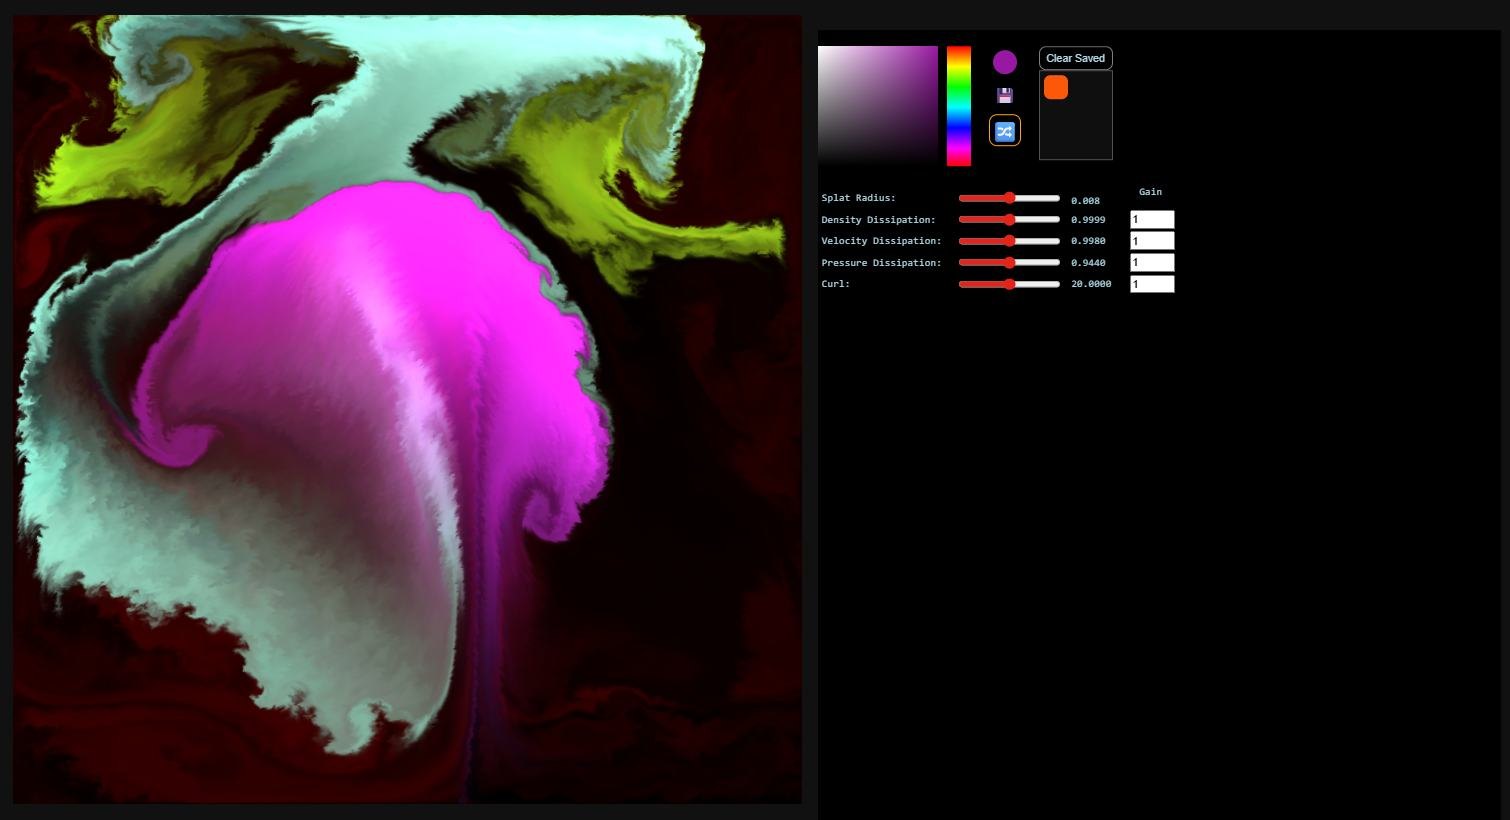 Clear Saved
Gain
Splat Radius: 0.008
Density Dissipation: 0.9999 1
Velocity Dissipation: 0.9980 1
Pressure Dissipation: 0.9440 1
Curl: 20.0000 1